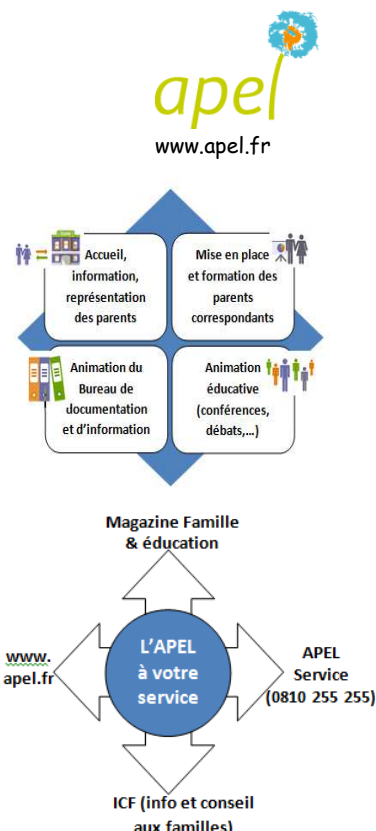 apel
www.apel.fr
Accueil,
information,
représentation
des parents
Mise en place
et formation des
parents
correspondants
Animation du
Bureau de
documentation
et d'information
Animation
éducative
(conférences,
débats,...)
Magazine Famille
& éducation
www.
apel.fr
L'APEL
à votre
service
APEL
Service
(0810 255 255)
ICF (info et conseil
aux familles)